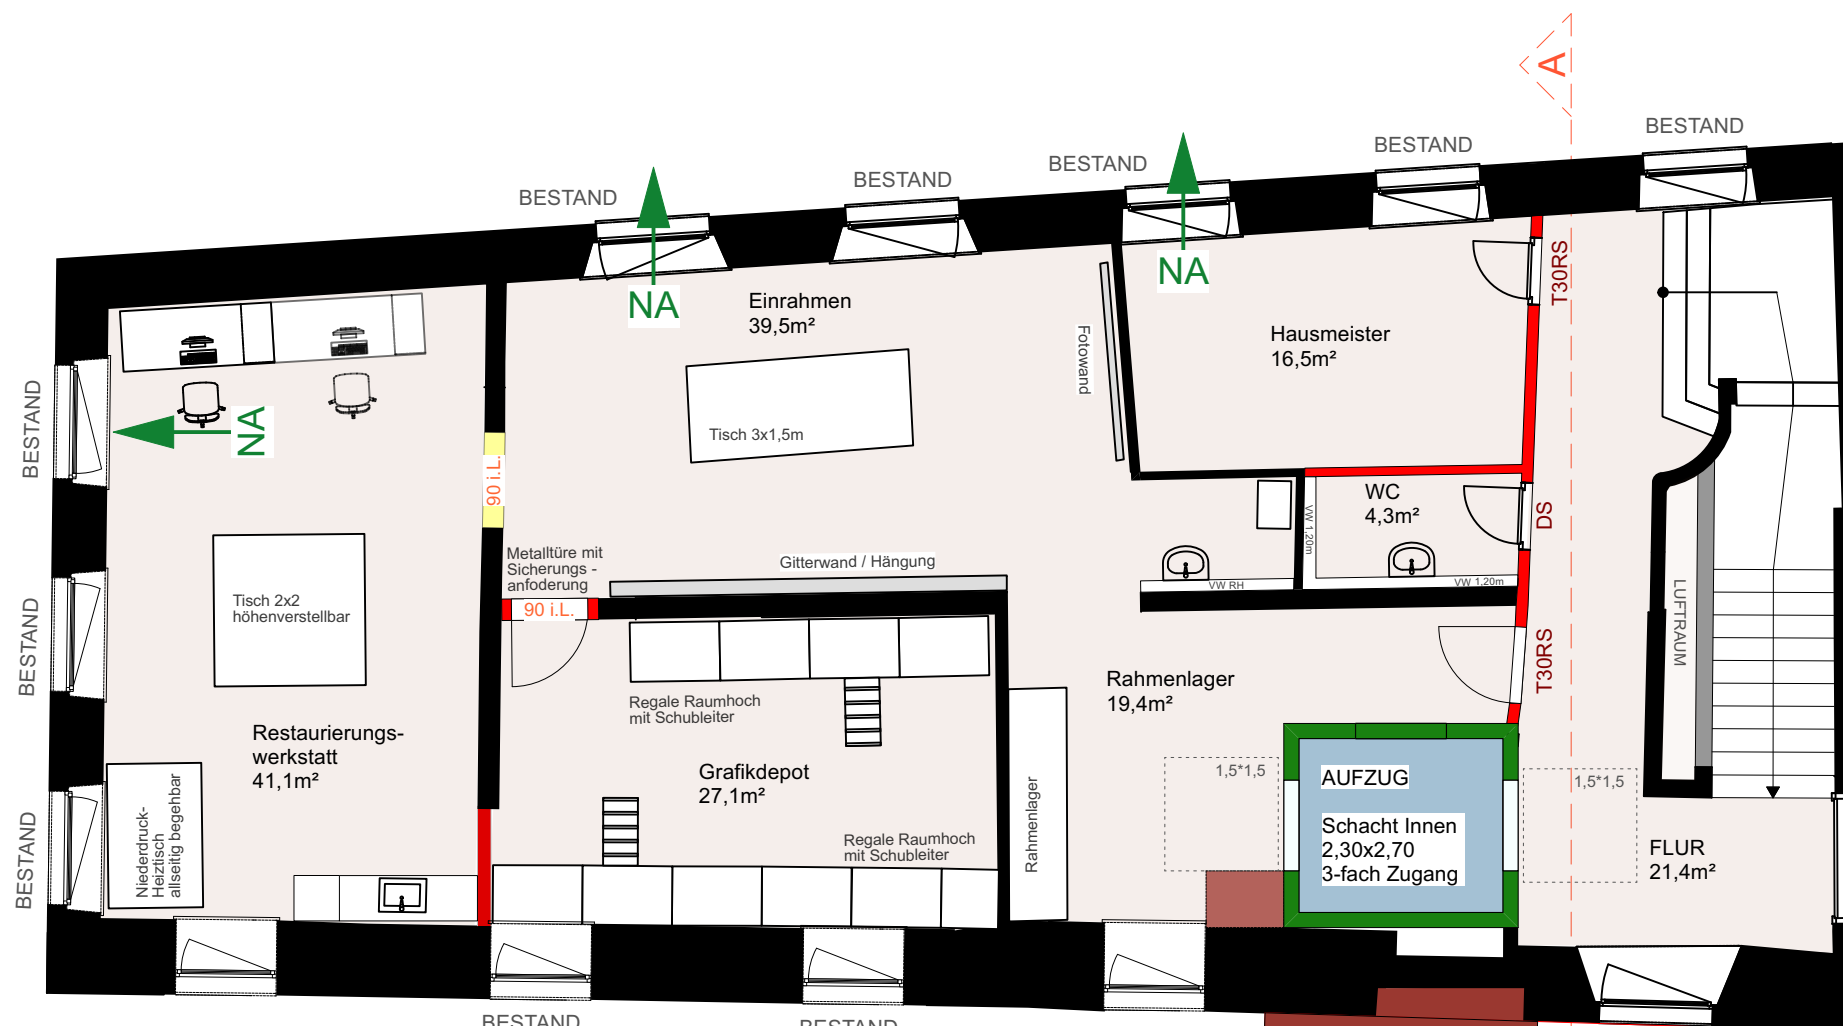 A
BESTAND
BESTAND
BESTAND
BESTAND
BESTAND
NA
NA
T30RS
Einrahmen
39,5m²
Hausmeister
16,5m²
Fotowand
BESTAND
NA
Tisch 3x1,5m
90 i.L.
WC
4,3m²
DS
VW 1,20m
Metalltüre mit
Sicherungs -
anfoderung
Gitterwand / Hängung
VW RH
VW 1,20m
BESTAND
Tisch 2x2
höhenverstellbar
90 i.L.
LUFTRAUM
T30RS
Rahmenlager
19,4m²
Regale Raumhoch
mit Schubleiter
Restaurierungs-
werkstatt
41,1m²
Grafikdepot
27,1m²
1,5*1,5
AUFZUG
1,5*1,5
Schacht Innen
2,30x2,70
3-fach Zugang
BESTAND
Niederdruck-
Heiztisch
allseitig begehbar
Regale Raumhoch
mit Schubleiter
Rahmenlager
FLUR
21,4m²
BESTAND
BESTAND